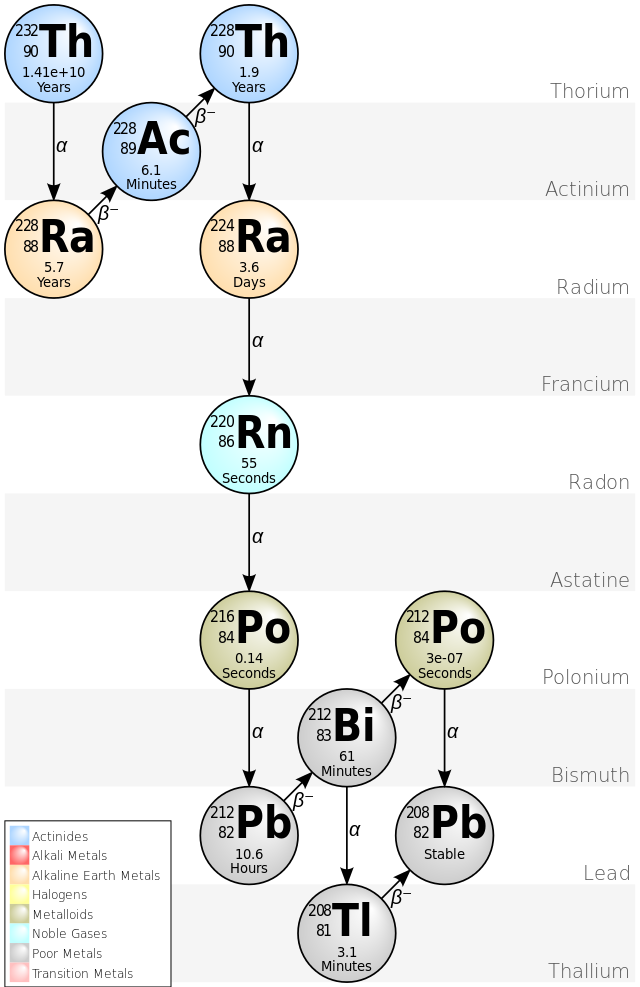 232
90
Th
1.41e+10
Years
228
90
Th
1.9
Years
Thorium
α
228
89
Ac
6.1
Minutes
β⁻
α
Actinium
228
88
Ra
5.7
Years
β⁻
224
88
Ra
3.6
Days
Radium
α
Francium
220
86
Rn
55
Seconds
Radon
α
Astatine
216
84
Po
0.14
Seconds
212
84
Po
3e-07
Seconds
Polonium
α
212
83
Bi
61
Minutes
β⁻
α
Bismuth
212
82
Pb
10.6
Hours
β⁻
α
208
82
Pb
Stable
Lead
208
81
Tl
3.1
Minutes
β⁻
Thallium
Actinides
Alkali Metals
Alkaline Earth Metals
Halogens
Metalloids
Noble Gases
Poor Metals
Transition Metals